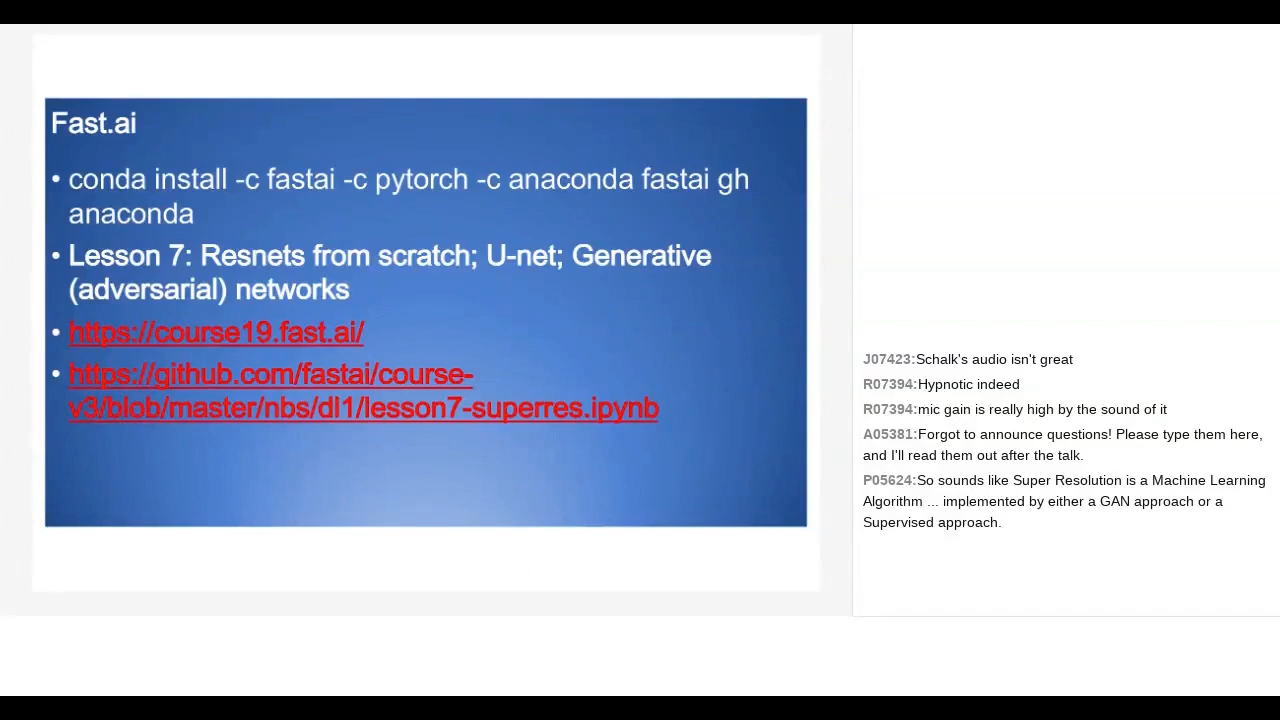 Fast.ai
• conda install -c fastai -c pytorch -c anaconda fastai gh
anaconda
• Lesson 7: Resnets from scratch; U-net; Generative
(adversarial) networks
• https://course19.fast.ai/
• https://github.com/fastai/course-
v3/blob/master/nbs/dl1/lesson7-superres.ipynb
J07423:Schalk's audio isn't great
R07394:Hypnotic indeed
R07394:mic gain is really high by the sound of it
A05381:Forgot to announce questions! Please type them here,
and I'll read them out after the talk.
P05624:So sounds like Super Resolution is a Machine Learning
Algorithm ... implemented by either a GAN approach or a
Supervised approach.